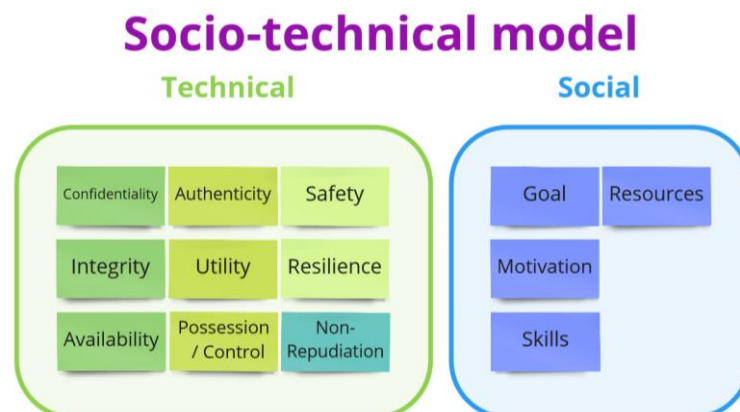 Socio-technical model
Technical
Social
Confidentiality
Authenticity
Safety
Integrity
Utility
Resilience
Availability
Possession
/ Control
Non-
Repudiation
Goal
Resources
Motivation
Skills